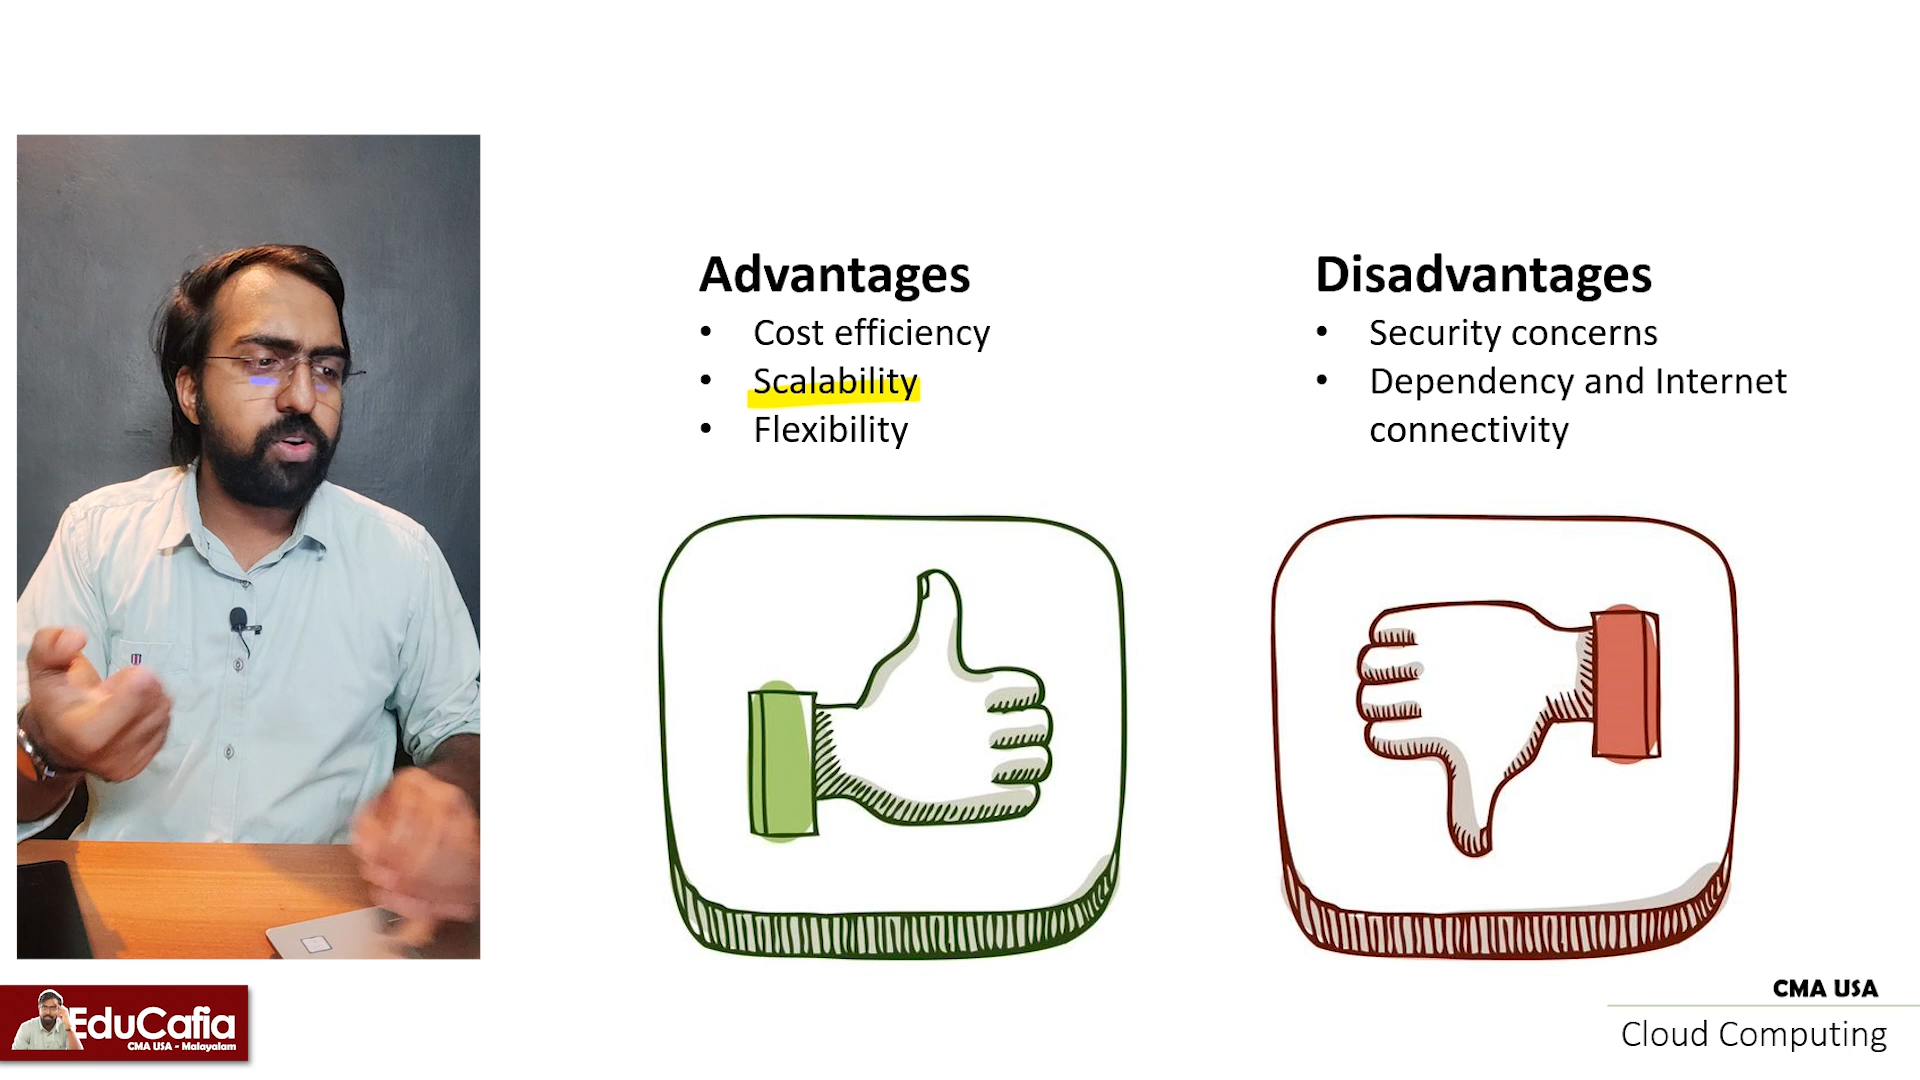 Advantages
• Cost efficiency
• Scalability
• Flexibility
Disadvantages
• Security concerns
• Dependency and Internet
connectivity
EduCafia
CMA USA - Malayalam
CMA USA
Cloud Computing